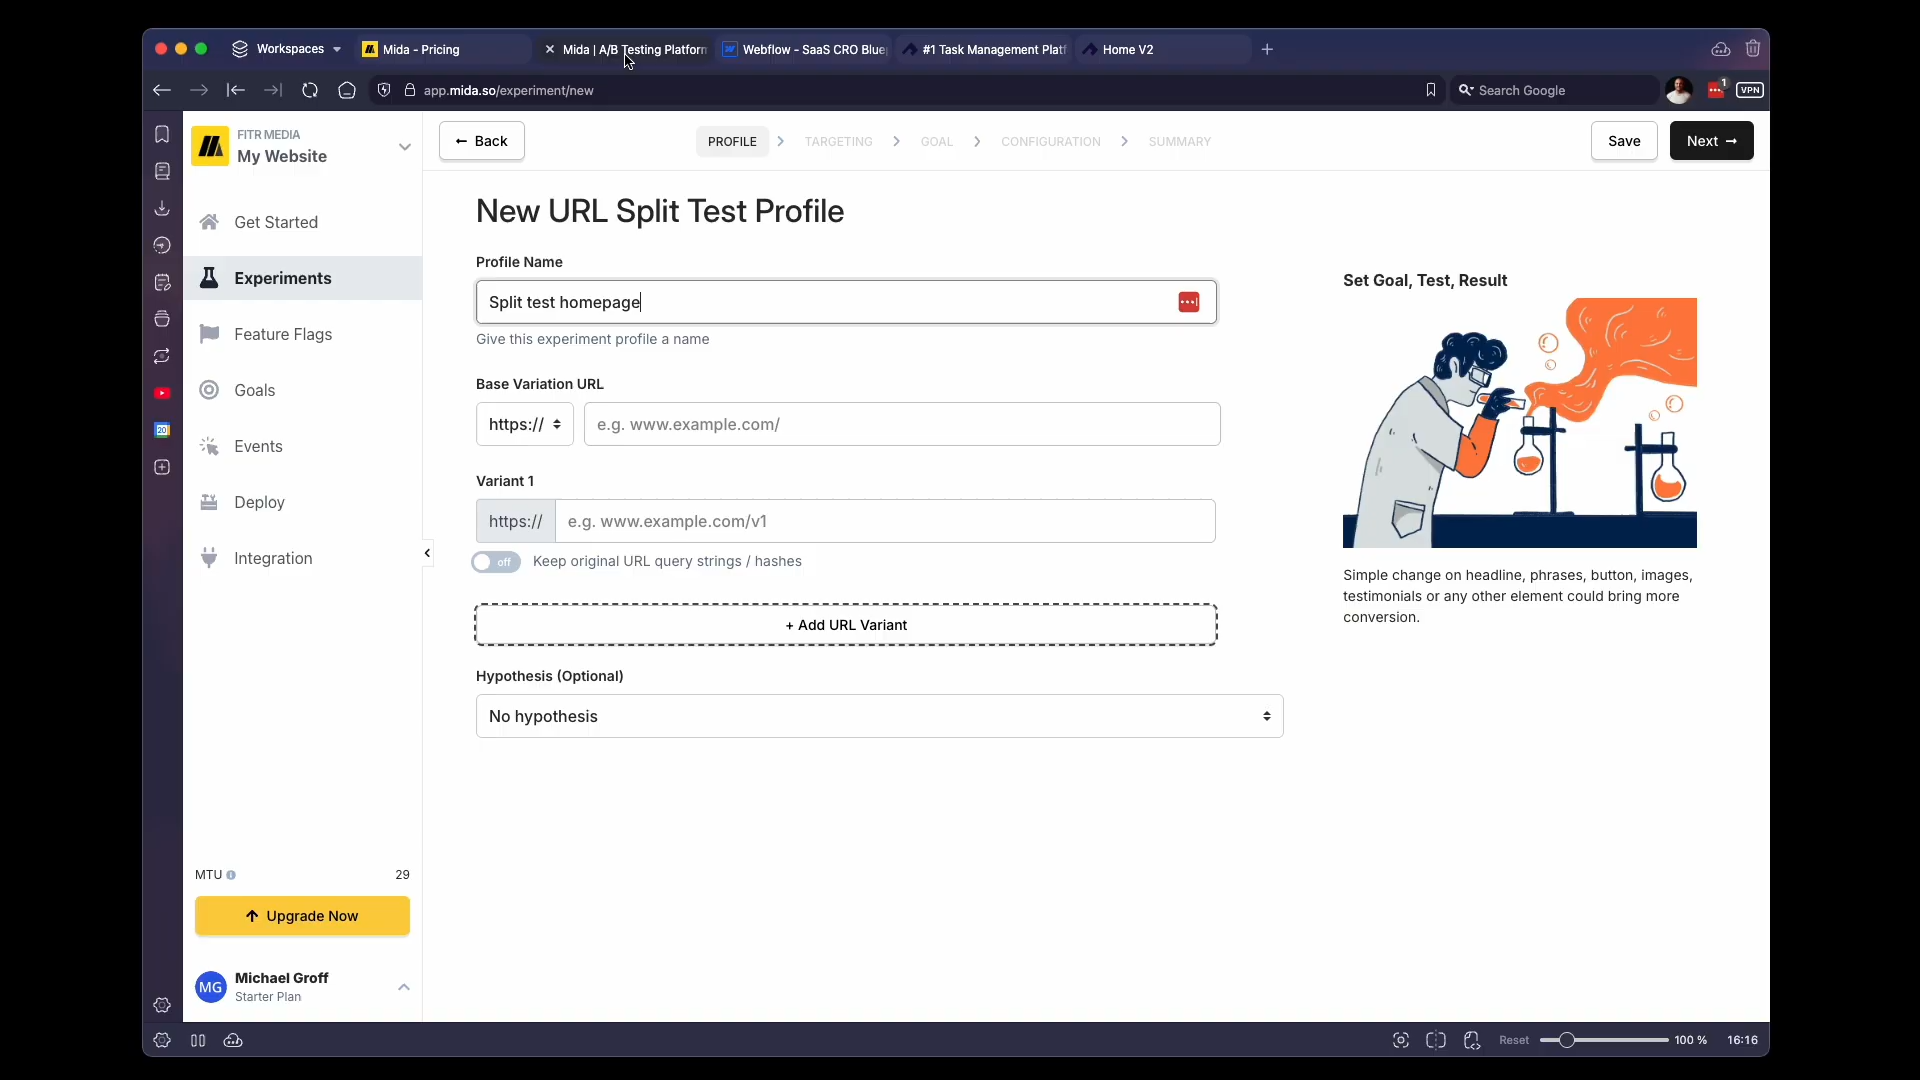 Workspaces
Mida - Pricing
Mida | A/B Testing Platforn
Webflow - SaaS CRO Blue
#1 Task Management Platf
Home V2
app.mida.so/experiment/new
Search Google
1
VPN
FITR MEDIA
My Website
← Back
PROFILE
TARGETING
GOAL
CONFIGURATION
SUMMARY
Save
Next →
Get Started
Experiments
Feature Flags
Goals
Events
Deploy
Integration
20
New URL Split Test Profile
Profile Name
Split test homepage
Give this experiment profile a name
Base Variation URL
https://
e.g. www.example.com/
Variant 1
https://
e.g. www.example.com/v1
off
Keep original URL query strings / hashes
+ Add URL Variant
Hypothesis (Optional)
No hypothesis
Set Goal, Test, Result
Simple change on headline, phrases, button, images,
testimonials or any other element could bring more
conversion.
MTU
29
Upgrade Now
MG
Michael Groff
Starter Plan
Reset
100 %
16:16